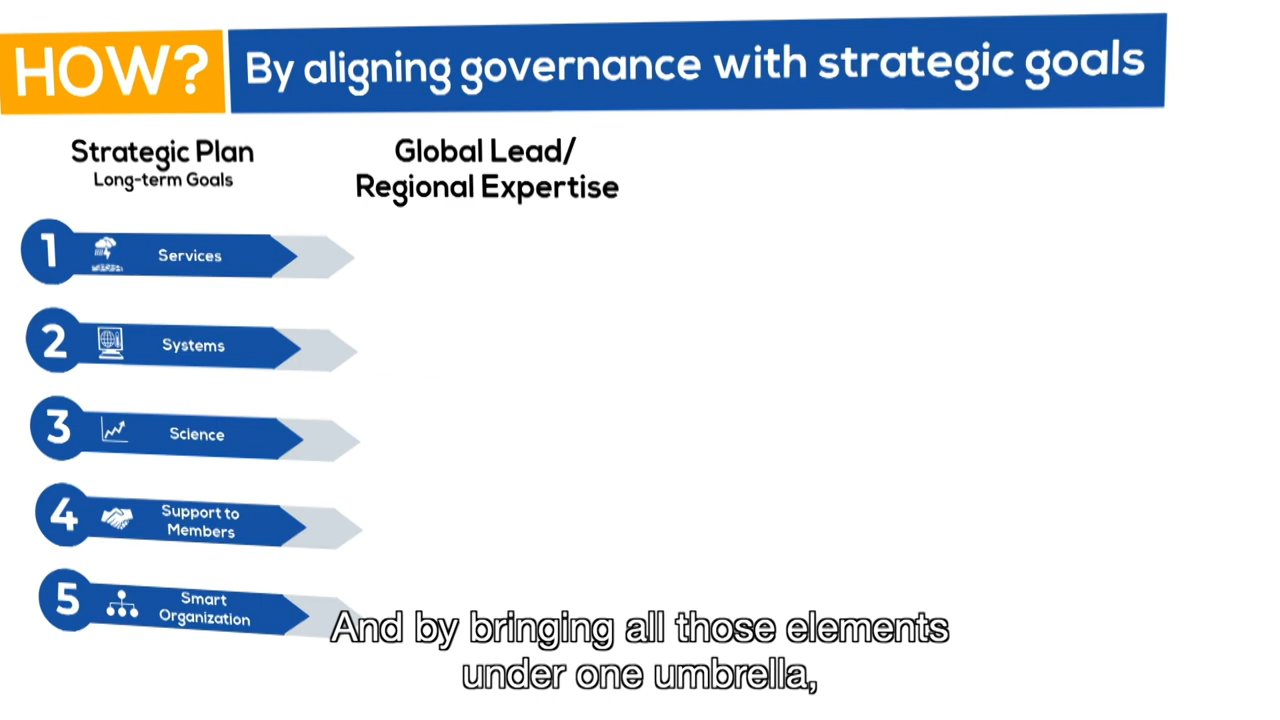 HOW?
By aligning governance with strategic goals
Strategic Plan
Long-term Goals
Global Lead/
Regional Expertise
1
Services
2
Systems
3
Science
4
Support to
Members
5
Smart
Organization
And by bringing all those elements
under one umbrella,